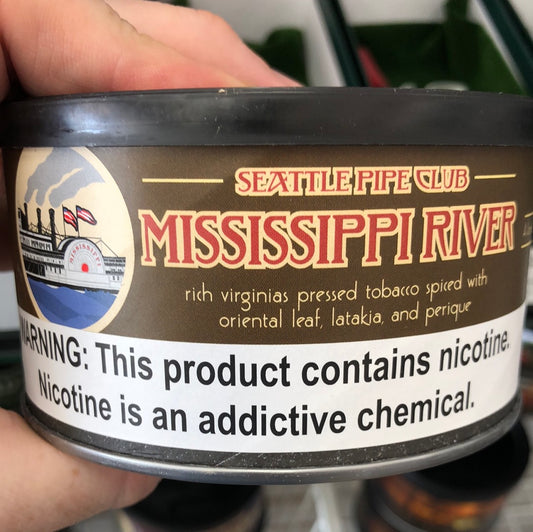 SEATTLE PIPE CLUB
MISSISSIPPI RIVER
rich virginias pressed tobacco spiced with
oriental leaf, latakia, and perique
MISSISSIPPI
WARNING: This product contains nicotine.
Nicotine is an addictive chemical.